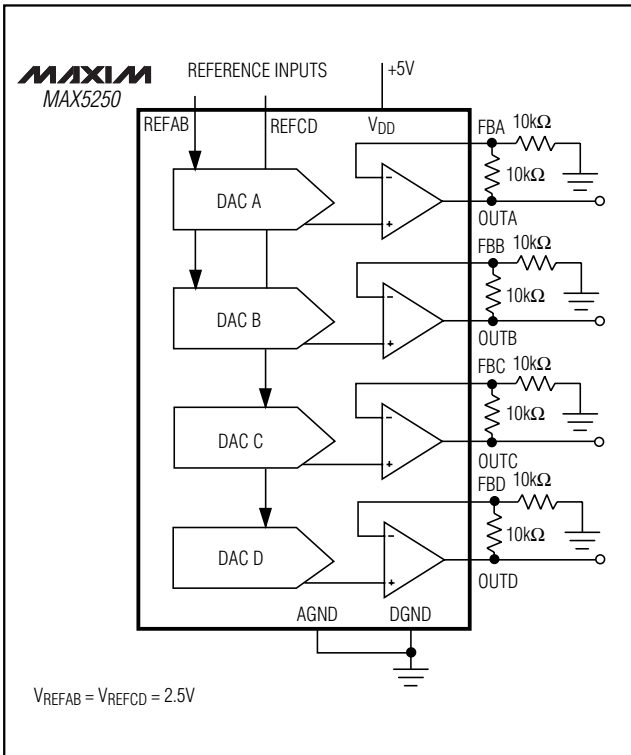 MAXIM
MAX5250
REFERENCE INPUTS
+5V
REFAB
REFCD
VDD
FBA
10kΩ
10kΩ
DAC A
-
+
OUTA
FBB
10kΩ
10kΩ
DAC B
-
+
OUTB
FBC
10kΩ
10kΩ
DAC C
-
+
OUTC
FBD
10kΩ
10kΩ
DAC D
-
+
OUTD
AGND
DGND
VREFAB = VREFCD = 2.5V